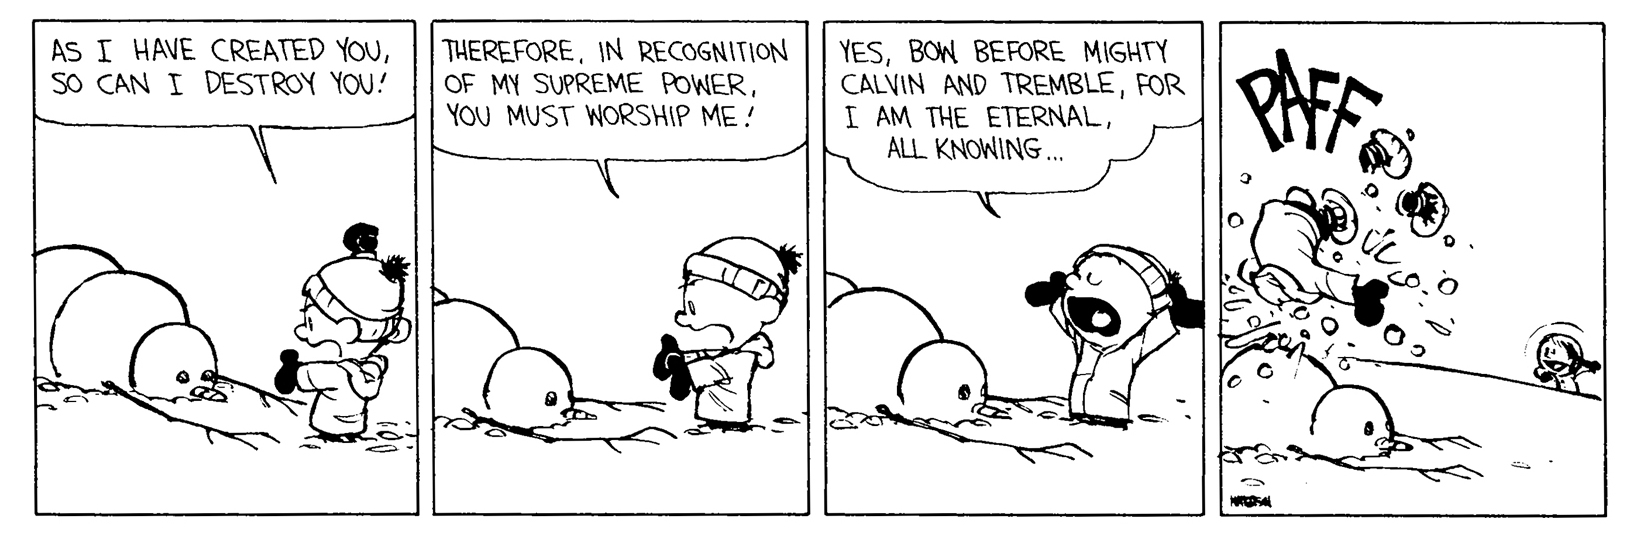 AS I HAVE CREATED YOU,
SO CAN I DESTROY YOU!
THEREFORE, IN RECOGNITION
OF MY SUPREME POWER,
YOU MUST WORSHIP ME!
YES, BOW BEFORE MIGHTY
CALVIN AND TREMBLE, FOR
I AM THE ETERNAL,
ALL KNOWING...
PAFF